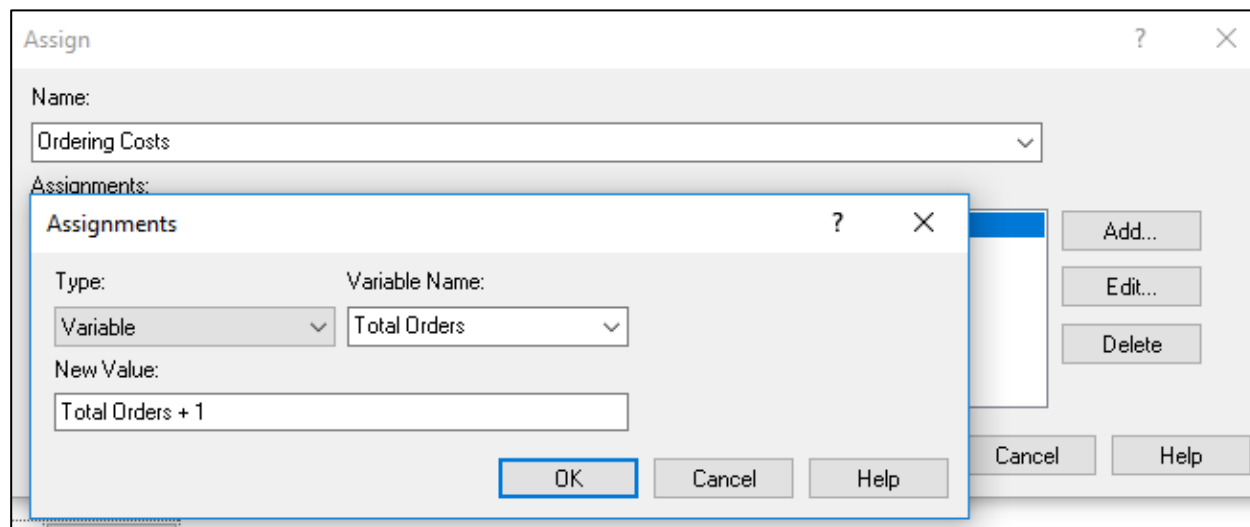 Assign ?
Name:
Ordering Costs
Assignments:
Assignments ?
Add...
Type: Variable Name:
Edit...
Variable Total Orders
Delete
New Value:
Total Orders + 1
Cancel Help
OK Cancel Help